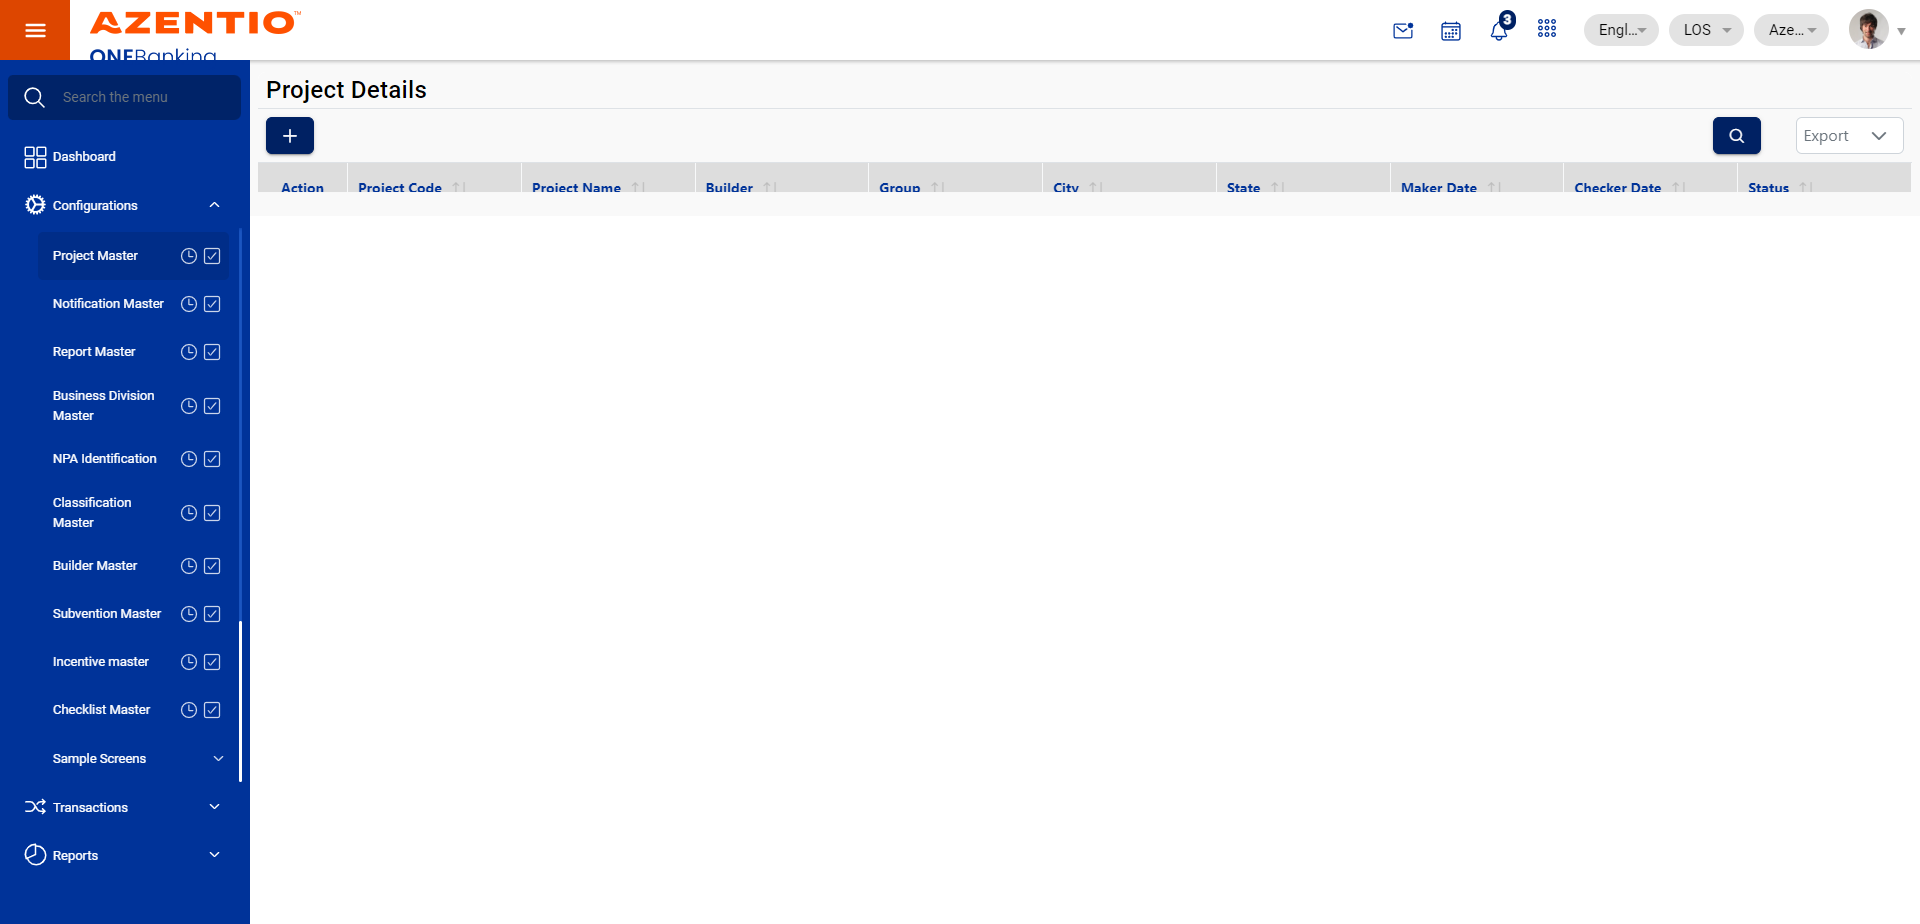 AZENTIO™
ONEBanking
3
Engl...
LOS
Aze...
Search the menu
Dashboard
Configurations
Project Master
Notification Master
Report Master
Business Division
Master
NPA Identification
Classification
Master
Builder Master
Subvention Master
Incentive master
Checklist Master
Sample Screens
Transactions
Reports
Project Details
Export
Action Project Code Project Name Builder Group City State Maker Date Checker Date Status